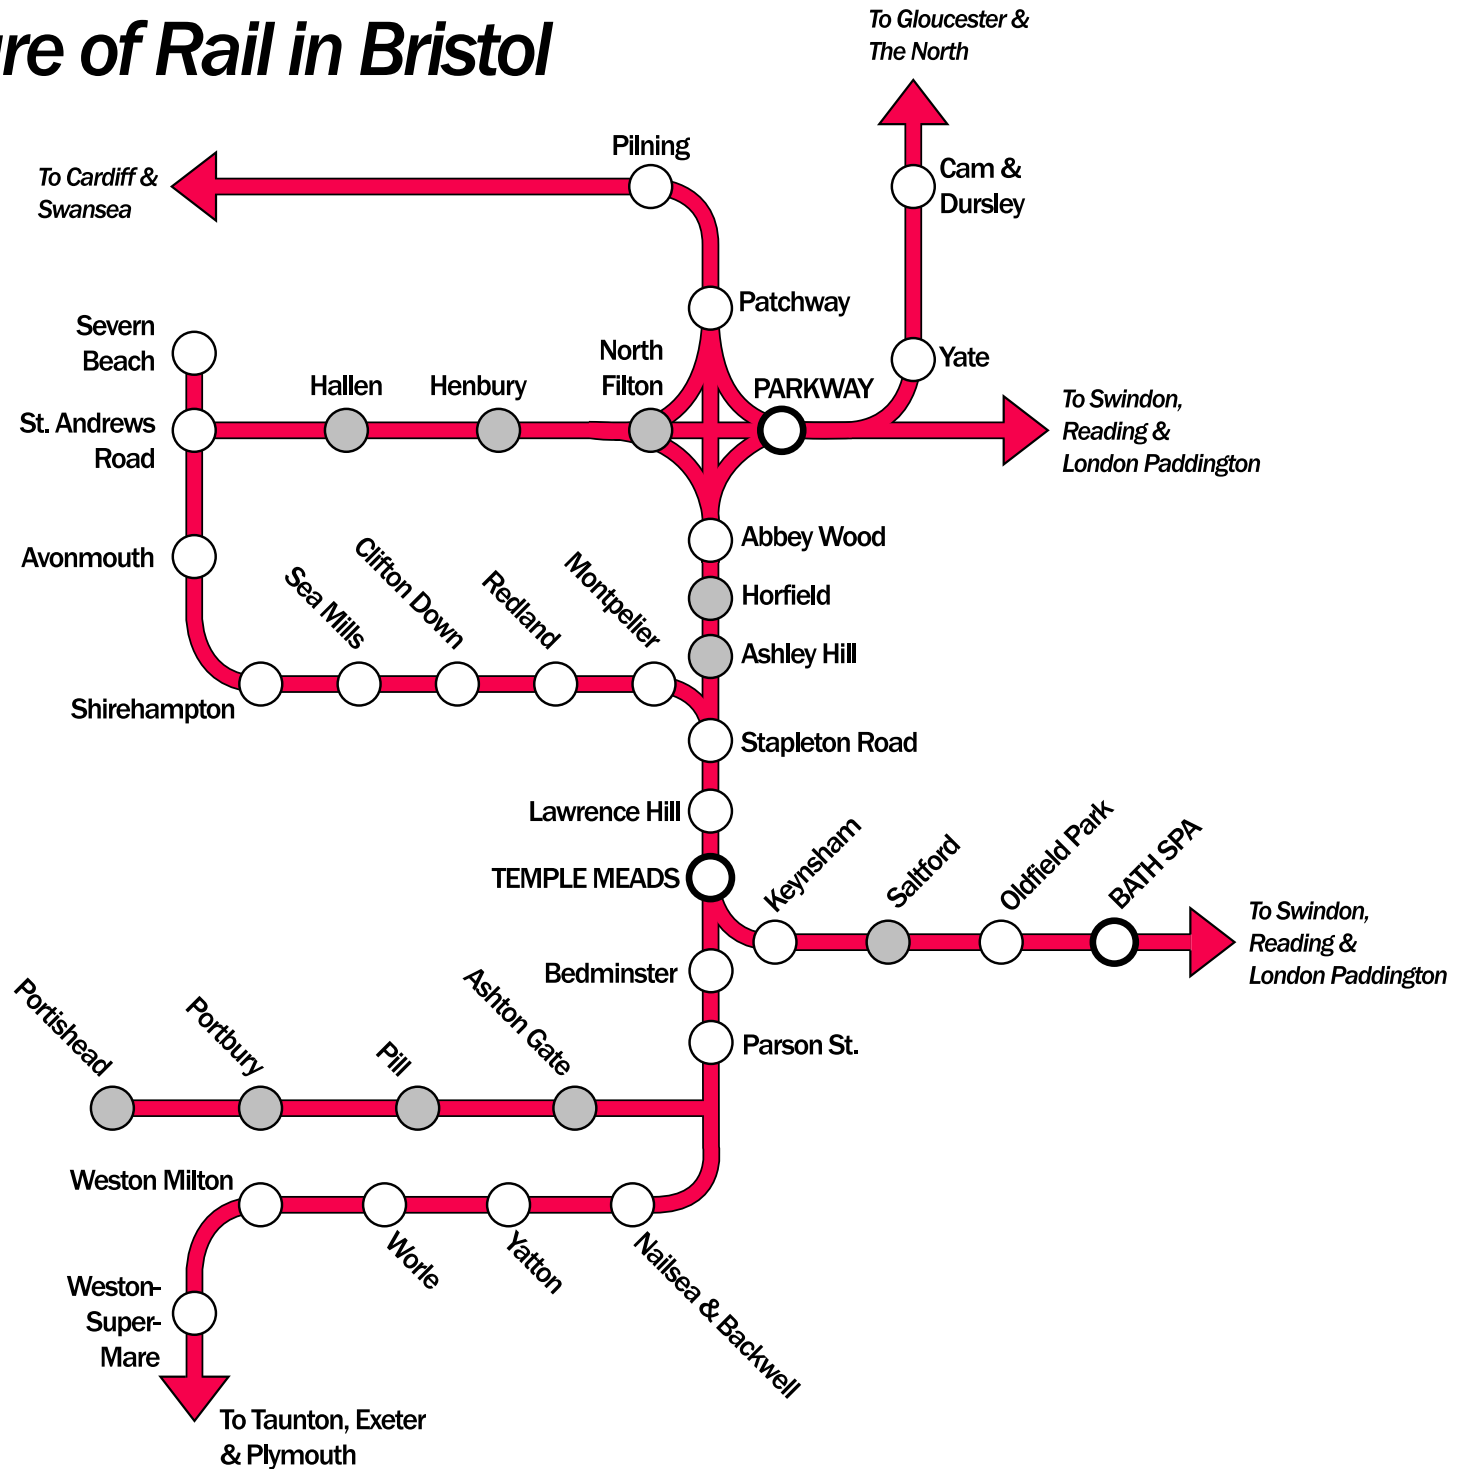 re of Rail in Bristol
To Gloucester &
The North
Pilning
To Cardiff &
Swansea
Cam &
Dursley
Patchway
Severn
Beach
North
Filton
Yate
Hallen
Henbury
PARKWAY
To Swindon,
Reading &
London Paddington
St. Andrews
Road
Abbey Wood
Avonmouth
Sea Mills
Clifton Down
Redland
Montpelier
Horfield
Ashley Hill
Shirehampton
Stapleton Road
Lawrence Hill
TEMPLE MEADS
Keynsham
Saltford
Oldfield Park
BATH SPA
To Swindon,
Reading &
London Paddington
Bedminster
Portishead
Portbury
Pill
Ashton Gate
Parson St.
Weston Milton
Worle
Yatton
Nailsea & Backwell
Weston-
Super-
Mare
To Taunton, Exeter
& Plymouth